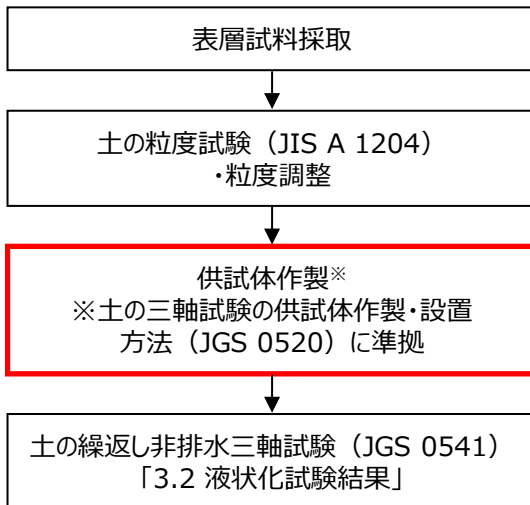 表層試料採取
土の粒度試験（JIS A 1204）
・粒度調整
供試体作製※
※土の三軸試験の供試体作製・設置
方法（JGS 0520）に準拠
土の繰返し非排水三軸試験（JGS 0541）
「3.2 液状化試験結果」